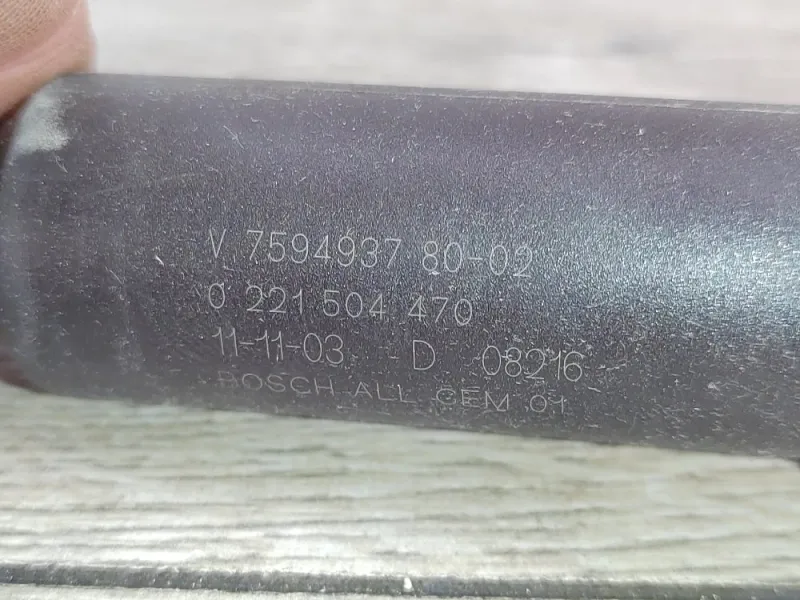 V 7594937 80-02
0 221 504 470
11-11-03 D 08216
BOSCH-ALL CEM 01